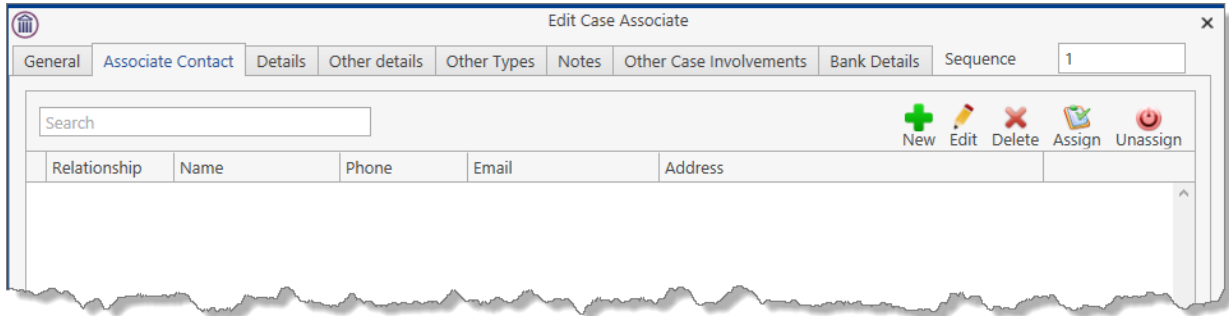 Edit Case Associate
General Associate Contact Details Other details Other Types Notes Other Case Involvements Bank Details Sequence 1
Search
New Edit Delete Assign Unassign
Relationship Name Phone Email Address